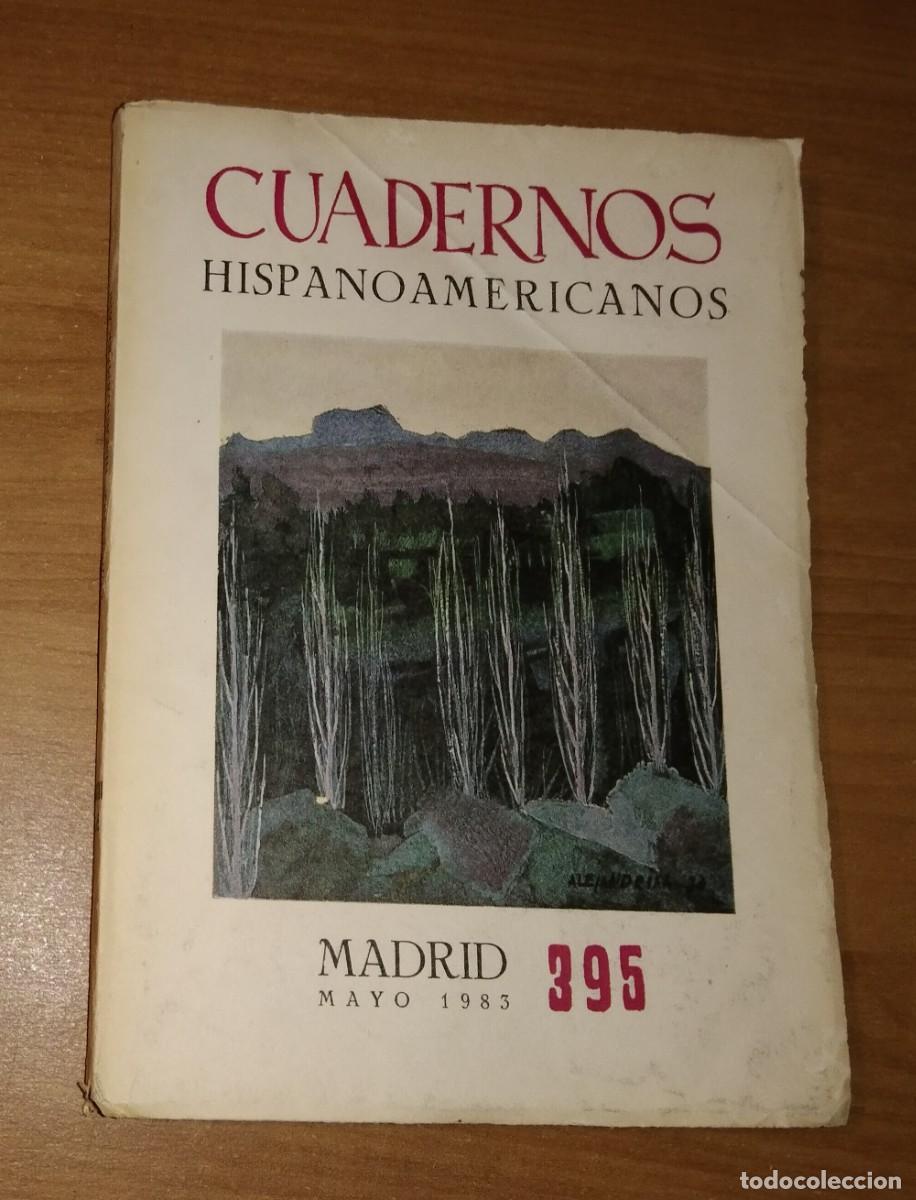 CUADERNOS
HISPANOAMERICANOS
MADRID 395
MAYO 1983
todocoleccion